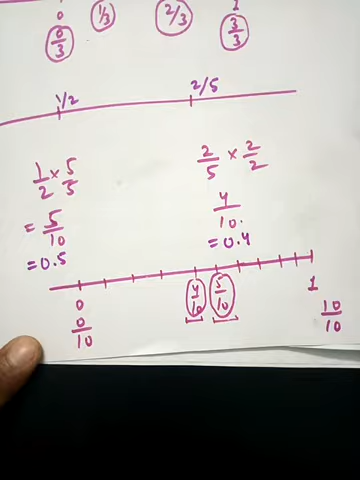 0 1
0/3 1/3 2/3 3/3
1/2 2/5
1/2 × 5/5 2/5 × 2/2
= 5/10 4/10.
= 0.5 = 0.4
0 1
0/10 4/10 5/10 10/10